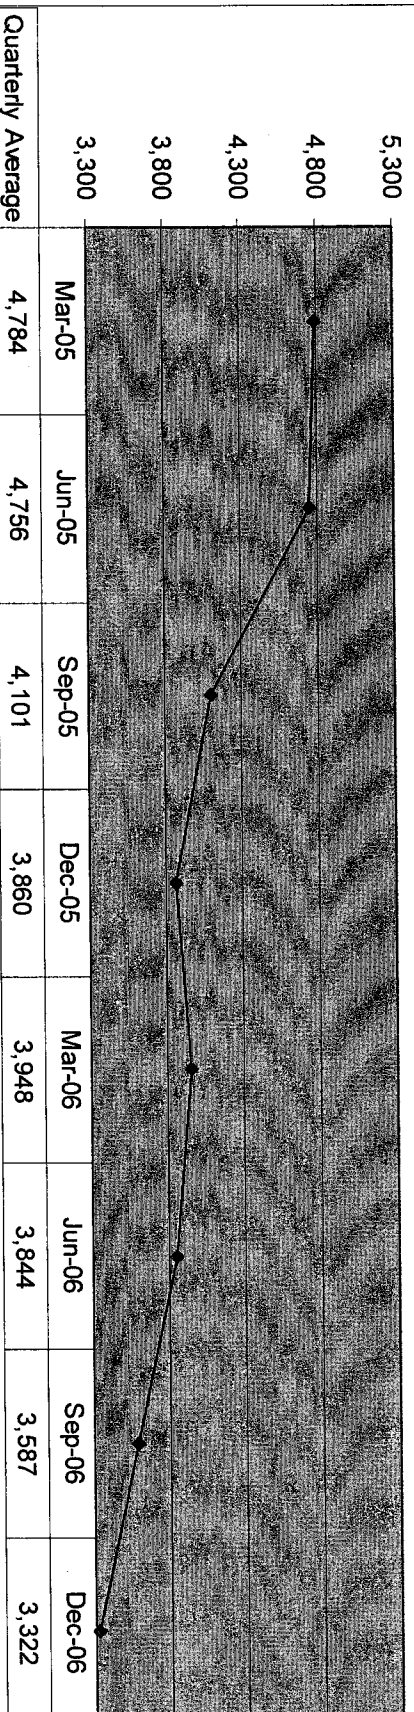 5,300
4,800
4,300
3,800
3,300
Mar-05 Jun-05 Sep-05 Dec-05 Mar-06 Jun-06 Sep-06 Dec-06
Quarterly Average 4,784 4,756 4,101 3,860 3,948 3,844 3,587 3,322